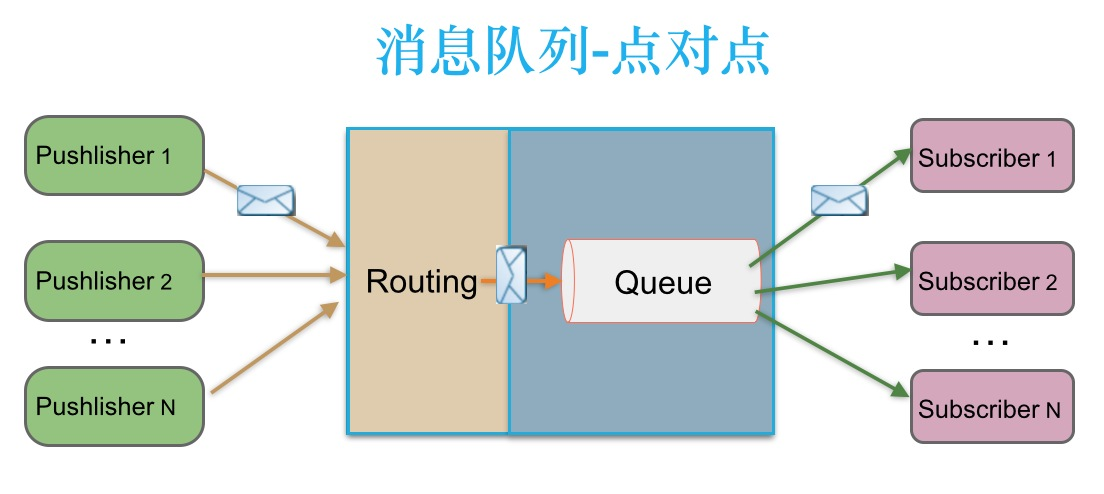 消息队列-点对点
Pushlisher 1
Pushlisher 2
...
Pushlisher N
Routing
Queue
Subscriber 1
Subscriber 2
...
Subscriber N